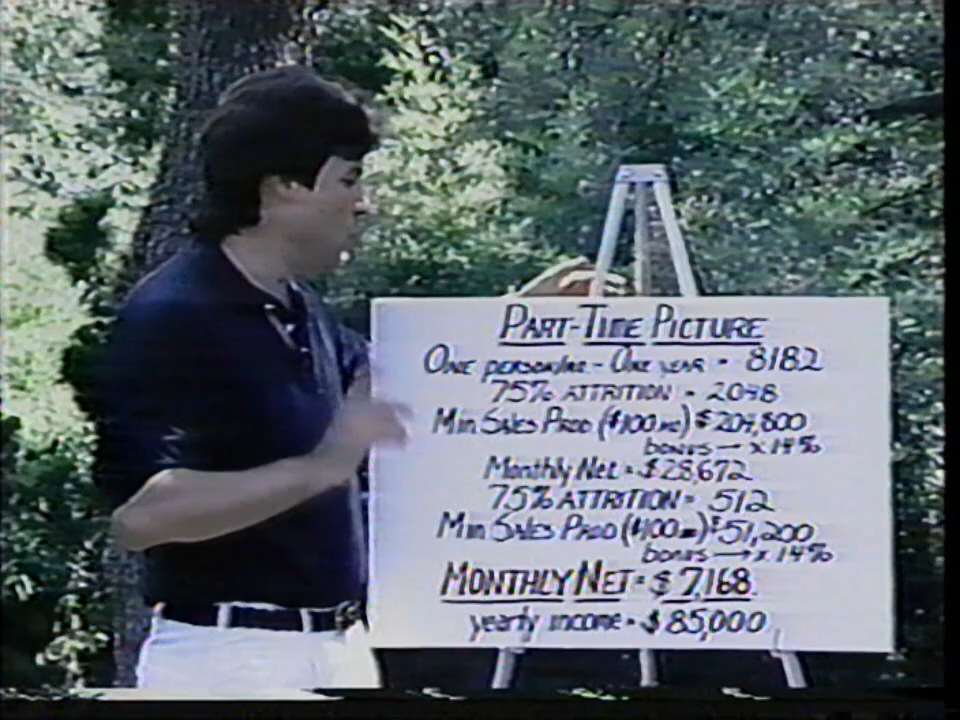 PART-TIME PICTURE
ONE person/mo - ONE year = 8182
75% ATTRITION = 2048
Min Sales Prod ($100 mo) $204,800
bonus → x 14%
Monthly Net = $28,672
75% ATTRITION = 512
Min Sales Prod ($100 mo) $51,200
bonus → x 14%
MONTHLY NET = $7,168
yearly income = $85,000